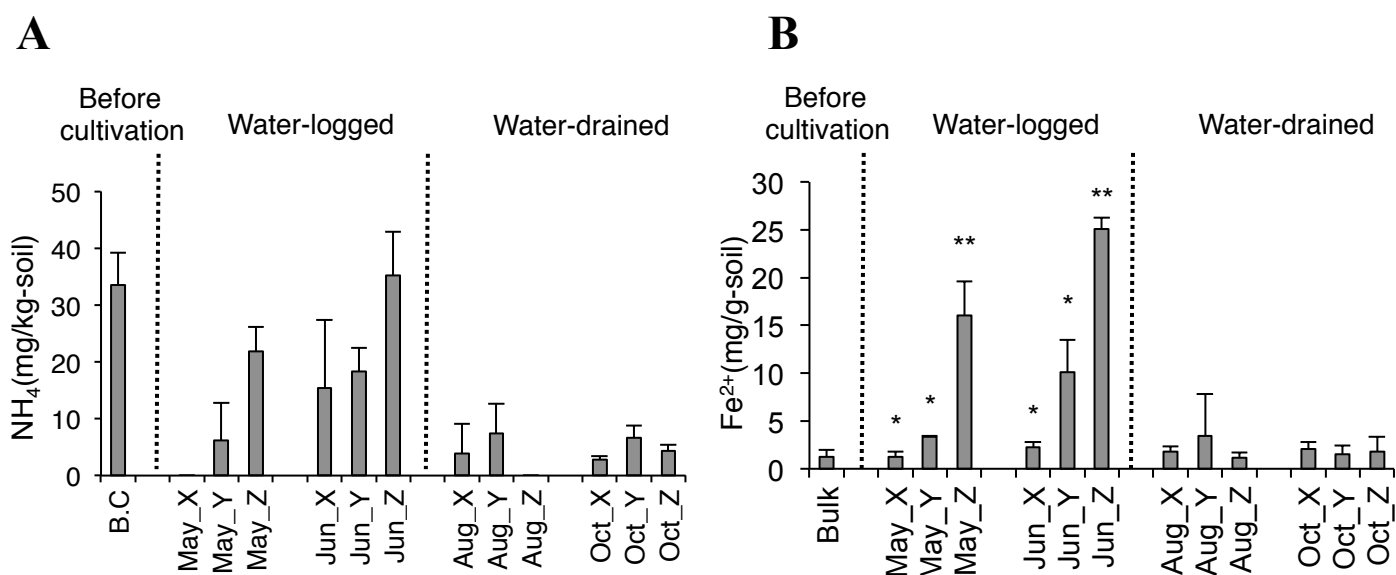 A
Before
cultivation
Water-logged
Water-drained
50
40
30
20
10
0
NH₄(mg/kg-soil)
B.C
May_X
May_Y
May_Z
Jun_X
Jun_Y
Jun_Z
Aug_X
Aug_Y
Aug_Z
Oct_X
Oct_Y
Oct_Z
B
Before
cultivation
Water-logged
Water-drained
30
25
20
15
10
5
0
Fe²⁺(mg/g-soil)
*
*
**
*
*
**
Bulk
May_X
May_Y
May_Z
Jun_X
Jun_Y
Jun_Z
Aug_X
Aug_Y
Aug_Z
Oct_X
Oct_Y
Oct_Z